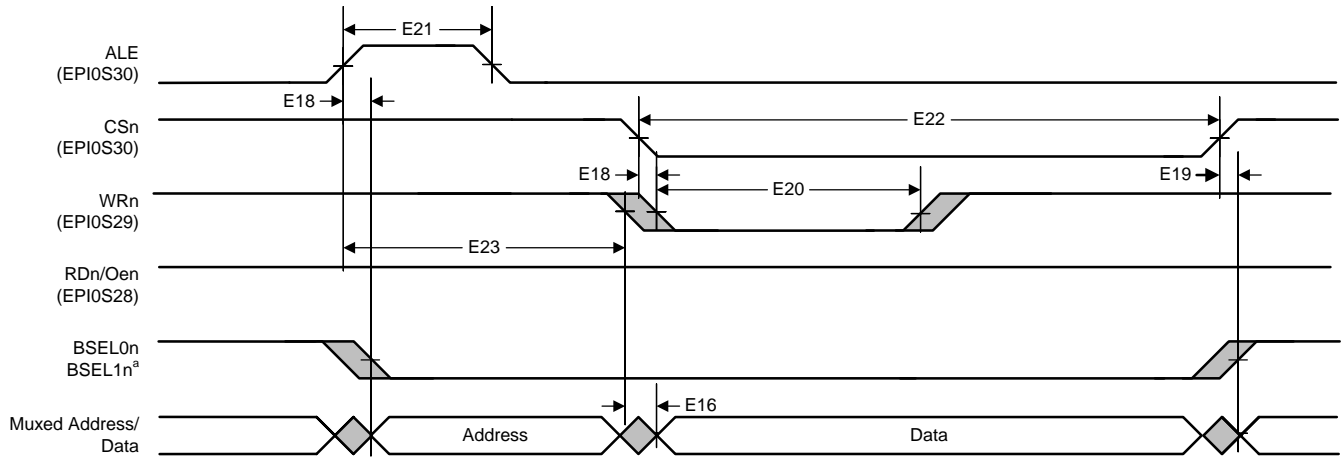 E21
ALE
(EPI0S30)
E18
CSn
(EPI0S30)
E22
E18
E19
WRn
(EPI0S29)
E20
E23
RDn/Oen
(EPI0S28)
BSEL0n
BSEL1nᵃ
E16
Muxed Address/
Data
Address
Data